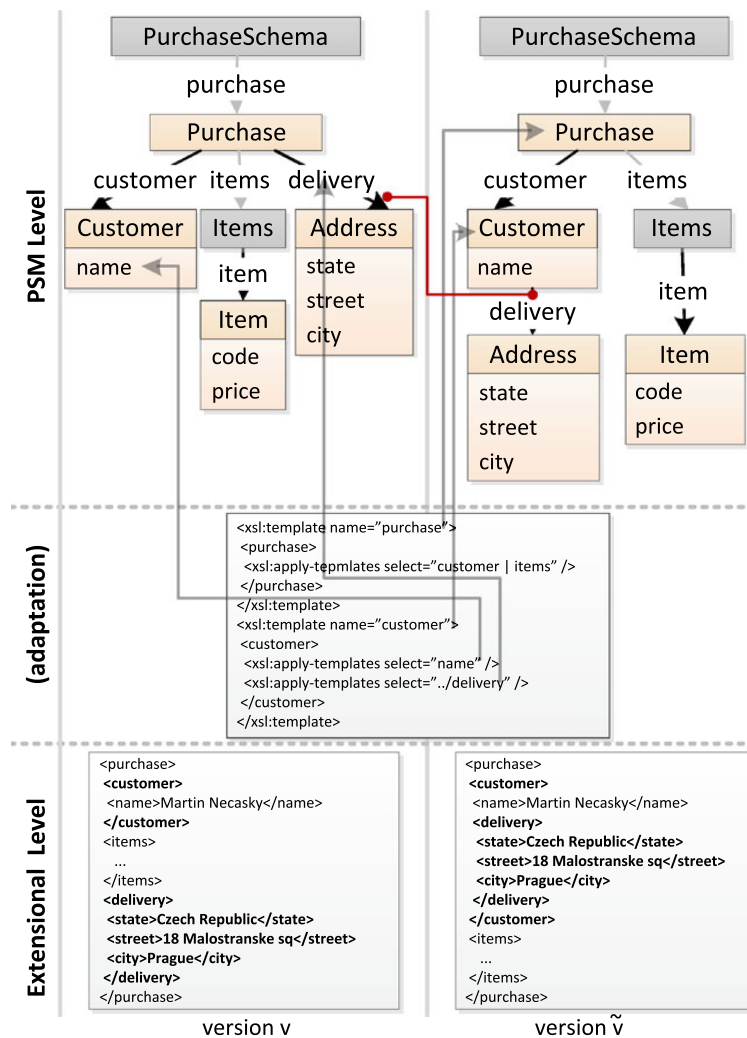 PSM Level
PurchaseSchema
purchase
Purchase
customer items delivery
Customer
name
Items
item
Item
code
price
Address
state
street
city
PurchaseSchema
purchase
Purchase
customer items
Customer
name
delivery
Address
state
street
city
Items
item
Item
code
price
(adaptation)
<xsl:template name=”purchase”>
<purchase>
<xsl:apply-tepmlates select=”customer | items” />
</purchase>
</xsl:template>
<xsl:template name=”customer”>
<customer>
<xsl:apply-templates select=”name” />
<xsl:apply-templates select=”../delivery” />
</customer>
</xsl:template>
Extensional Level
<purchase>
<customer>
<name>Martin Necasky</name>
</customer>
<items>
...
</items>
<delivery>
<state>Czech Republic</state>
<street>18 Malostranske sq</street>
<city>Prague</city>
</delivery>
</purchase>
<purchase>
<customer>
<name>Martin Necasky</name>
<delivery>
<state>Czech Republic</state>
<street>18 Malostranske sq</street>
<city>Prague</city>
</delivery>
</customer>
<items>
...
</items>
</purchase>
version v
version ṽ